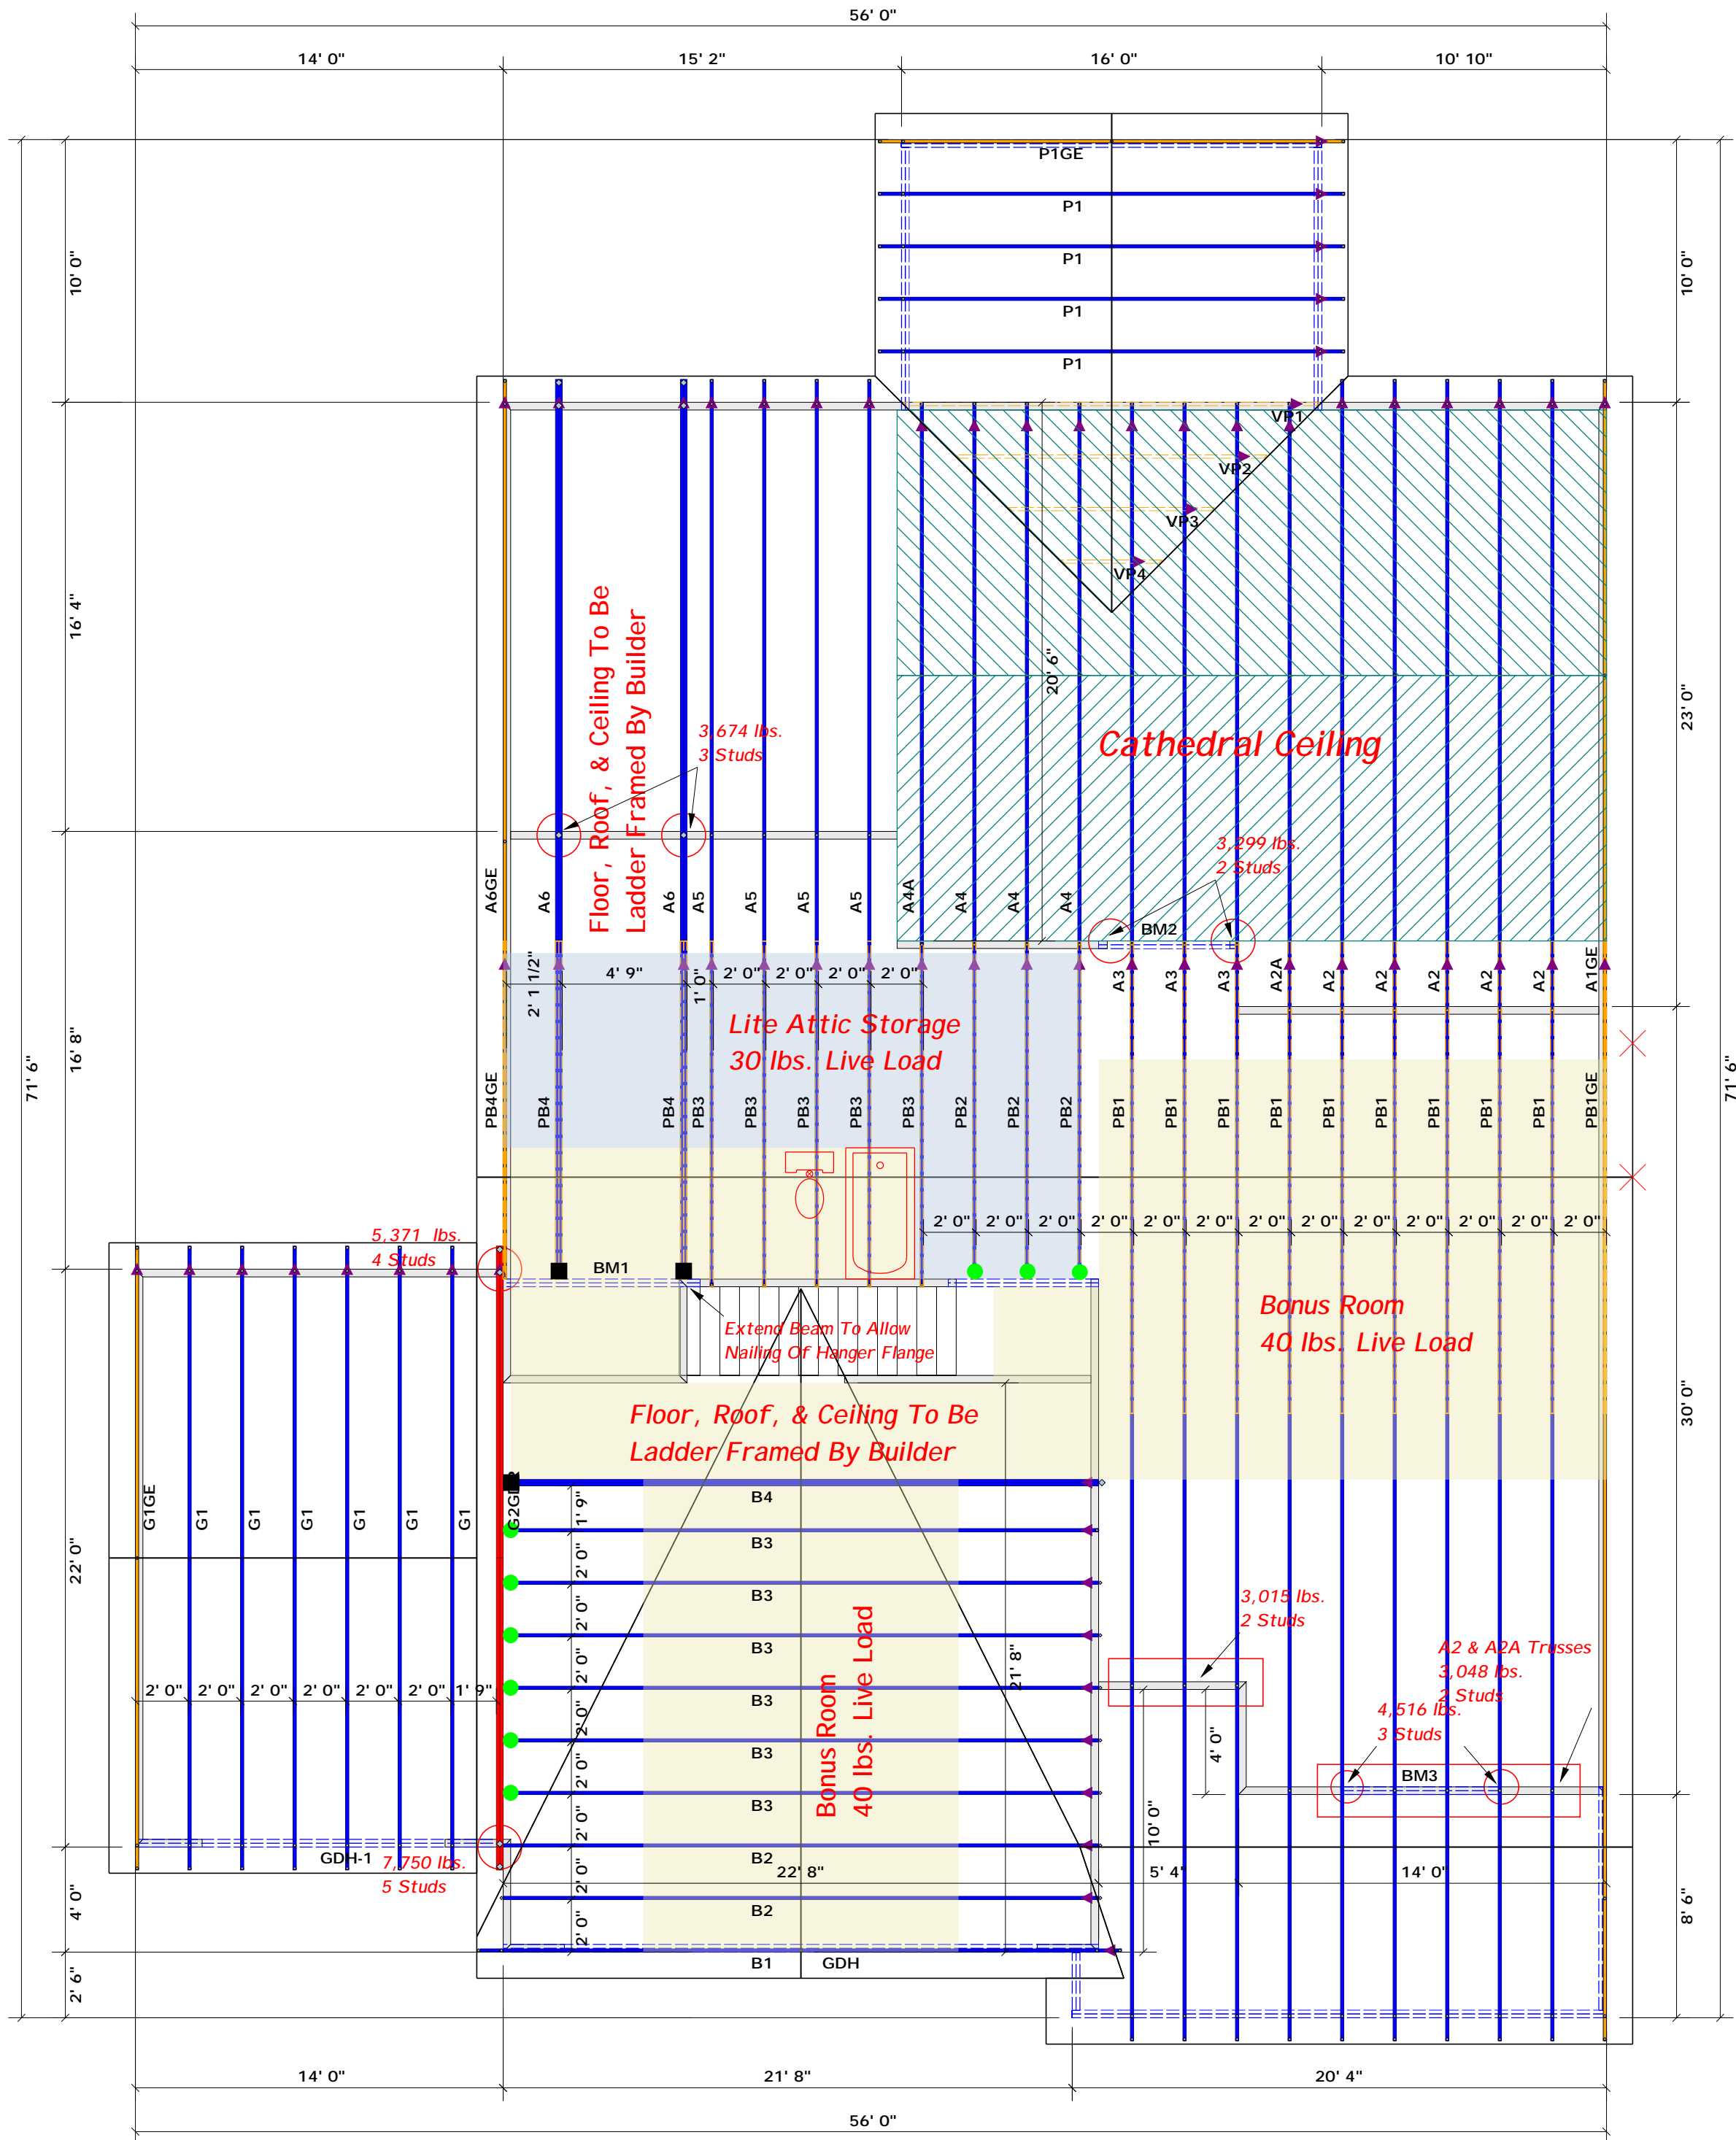 56' 0"
14' 0"
15' 2"
16' 0"
10' 10"
P1GE
P1
P1
P1
P1
10' 0"
10' 0"
VP1
VP2
VP3
VP4
16' 4"
23' 0"
20' 6"
Floor, Roof, & Ceiling To Be
Ladder Framed By Builder
3,674 lbs.
3 Studs
Cathedral Ceiling
3,299 lbs.
2 Studs
A6GE
A6
A6
A5
A5
A5
A5
A4A
A4
A4
A4
BM2
A3
A3
A3
A2A
A2
A2
A2
A2
A2
A1GE
2' 1 1/2"
4' 9"
1' 0"
2' 0"
2' 0"
2' 0"
2' 0"
Lite Attic Storage
30 lbs. Live Load
16' 8"
71' 6"
71' 6"
PB4GE
PB4
PB4
PB3
PB3
PB3
PB3
PB3
PB2
PB2
PB2
PB1
PB1
PB1
PB1
PB1
PB1
PB1
PB1
PB1
PB1GE
2' 0"
2' 0"
2' 0"
2' 0"
2' 0"
2' 0"
2' 0"
2' 0"
2' 0"
2' 0"
2' 0"
2' 0"
2' 0"
5,371 lbs.
4 Studs
BM1
Extend Beam To Allow
Nailing Of Hanger Flange
Bonus Room
40 lbs. Live Load
30' 0"
Floor, Roof, & Ceiling To Be
Ladder Framed By Builder
G1GE
G1
G1
G1
G1
G1
G1
B4
B3
B3
B3
B3
B3
B3
B2
B2
B1
GDH
1' 9"
2' 0"
2' 0"
2' 0"
2' 0"
2' 0"
2' 0"
2' 0"
2' 0"
22' 0"
2' 0"
2' 0"
2' 0"
2' 0"
2' 0"
2' 0"
1' 9"
Bonus Room
40 lbs. Live Load
21' 8"
3,015 lbs.
2 Studs
A2 & A2A Trusses
3,048 lbs.
2 Studs
4,516 lbs.
3 Studs
4' 0"
BM3
10' 0"
GDH-1
7,750 lbs.
5 Studs
22' 8"
5' 4"
14' 0"
4' 0"
8' 6"
2' 6"
14' 0"
21' 8"
20' 4"
56' 0"